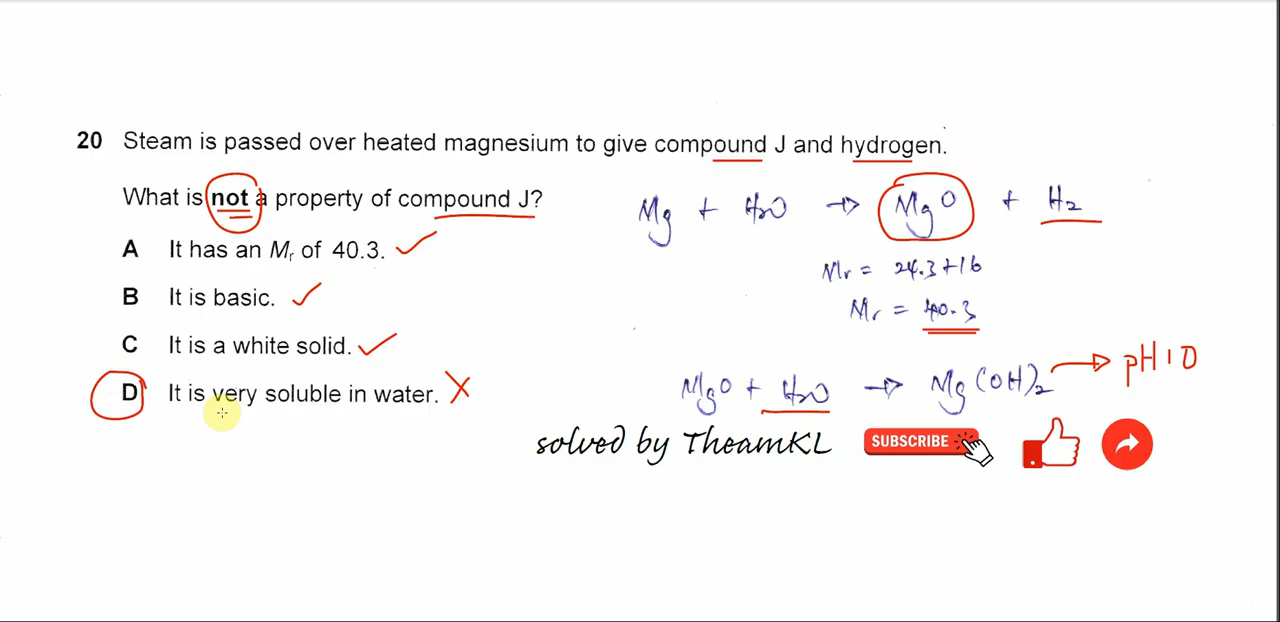 20 Steam is passed over heated magnesium to give compound J and hydrogen.
What is not a property of compound J?
Mg + H₂O → MgO + H₂
A It has an Mr of 40.3.
Mr = 24.3+16
B It is basic.
Mr = 40.3
C It is a white solid.
MgO + H₂O → Mg(OH)₂ → pH 10
D It is very soluble in water.
solved by TheamKL SUBSCRIBE